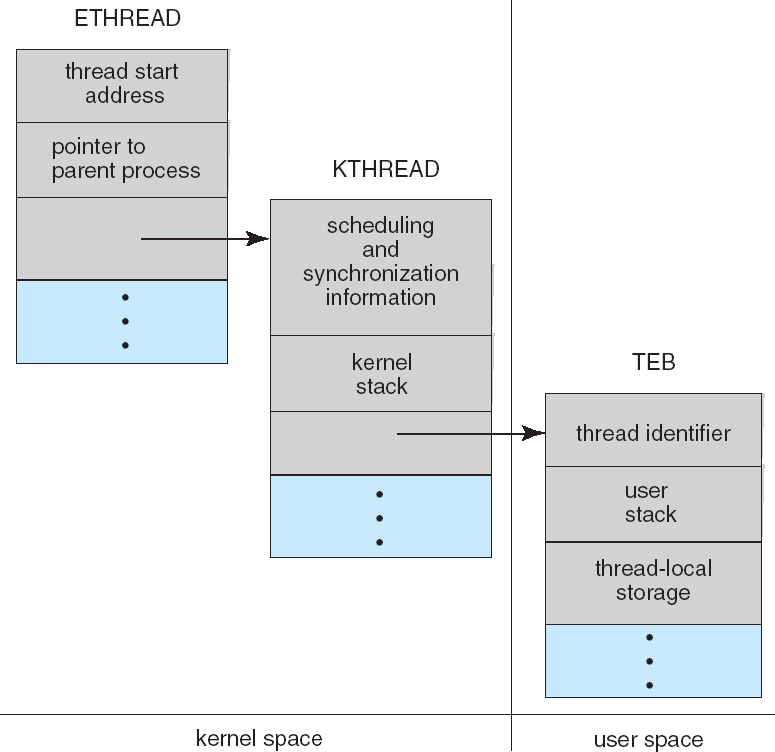 ETHREAD
thread start
address
pointer to
parent process
KTHREAD
scheduling
and
synchronization
information
kernel
stack
TEB
thread identifier
user
stack
thread-local
storage
kernel space
user space